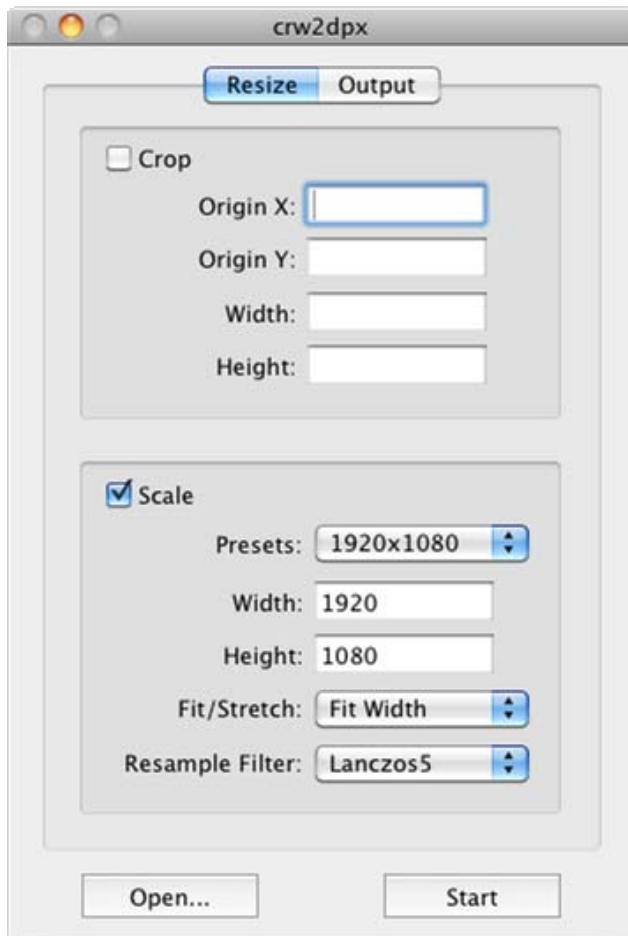 crw2dpx
Resize Output
Crop
Origin X:
Origin Y:
Width:
Height:
Scale
Presets: 1920x1080
Width: 1920
Height: 1080
Fit/Stretch: Fit Width
Resample Filter: Lanczos5
Open... Start